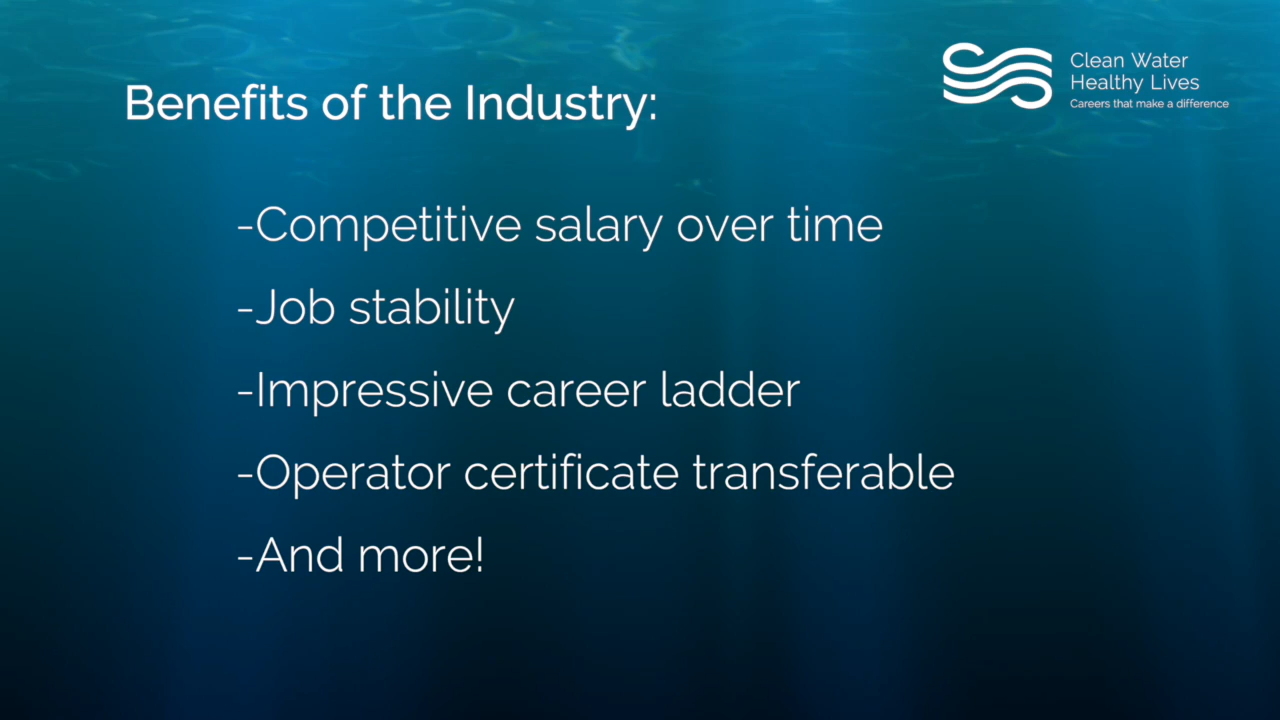 Clean Water
Healthy Lives
Careers that make a difference
Benefits of the Industry:
-Competitive salary over time
-Job stability
-Impressive career ladder
-Operator certificate transferable
-And more!